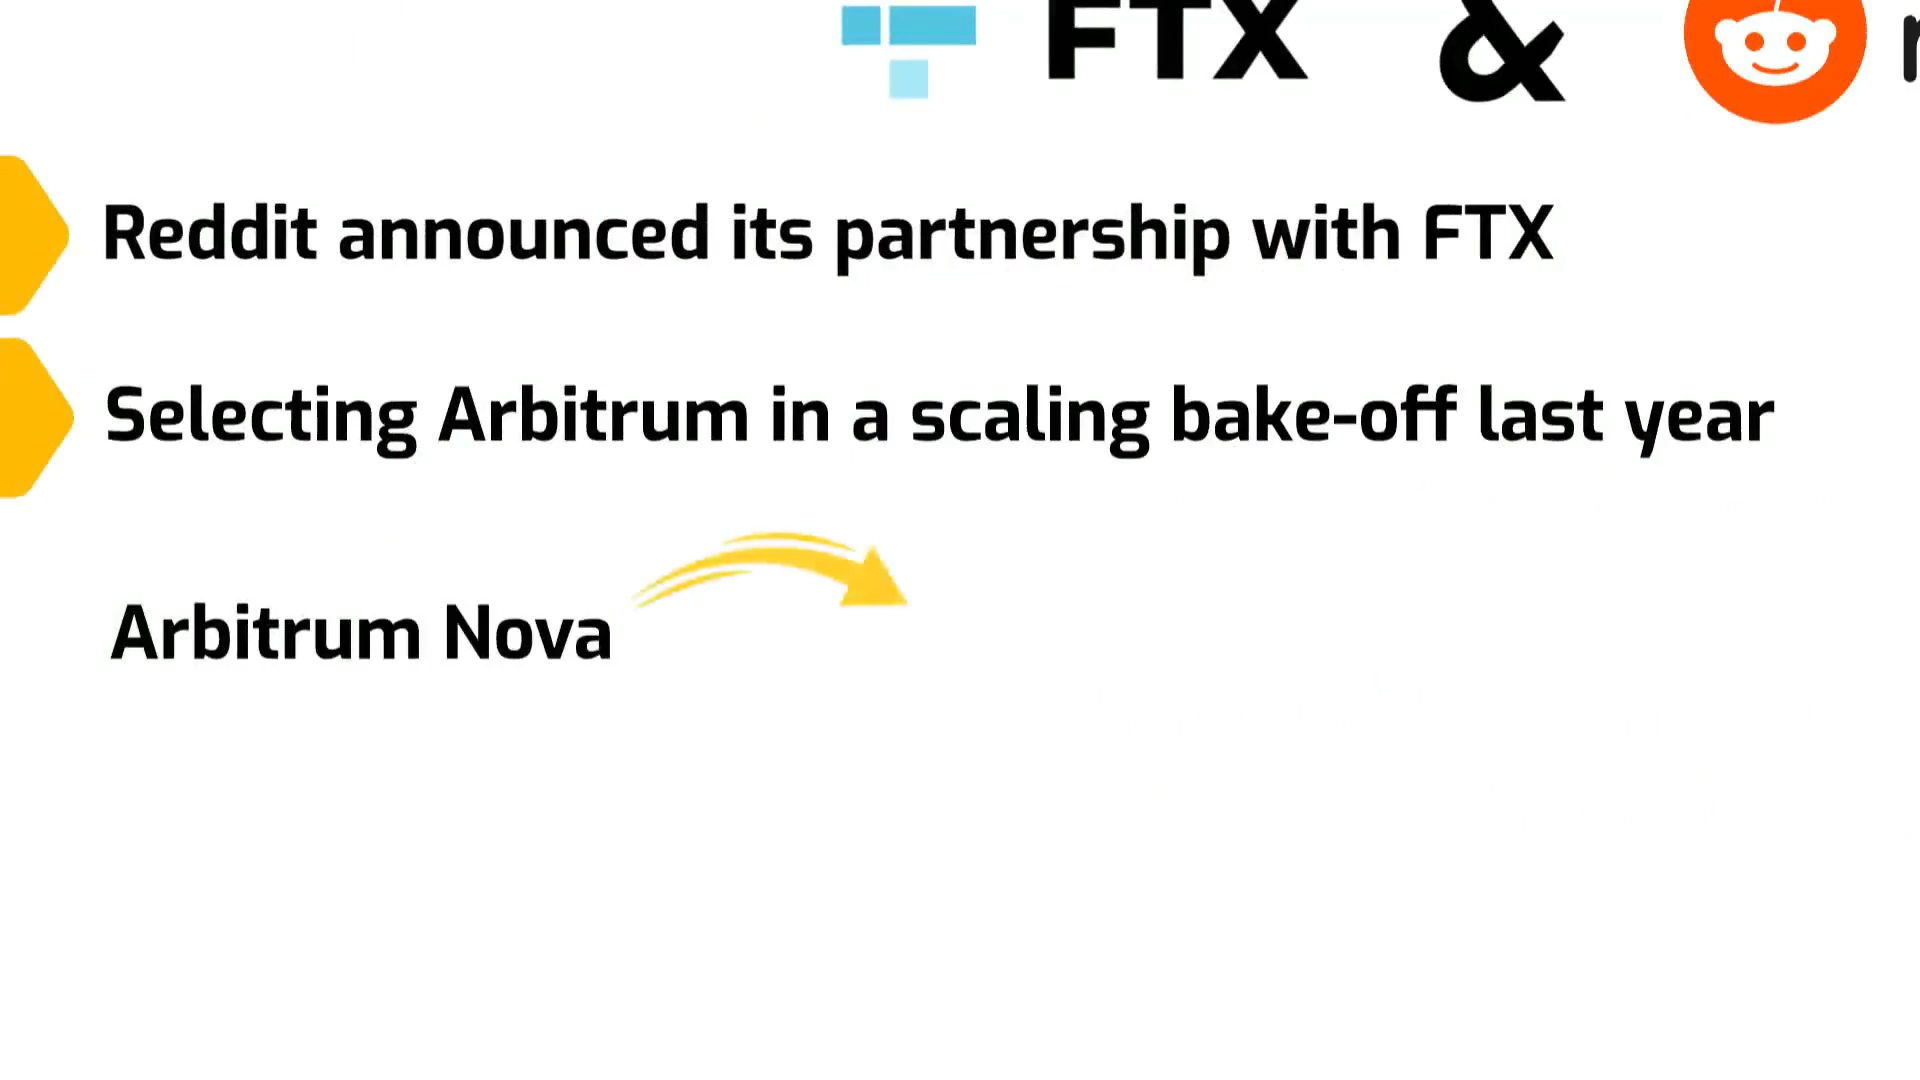 FTX &
Reddit announced its partnership with FTX
Selecting Arbitrum in a scaling bake-off last year
Arbitrum Nova